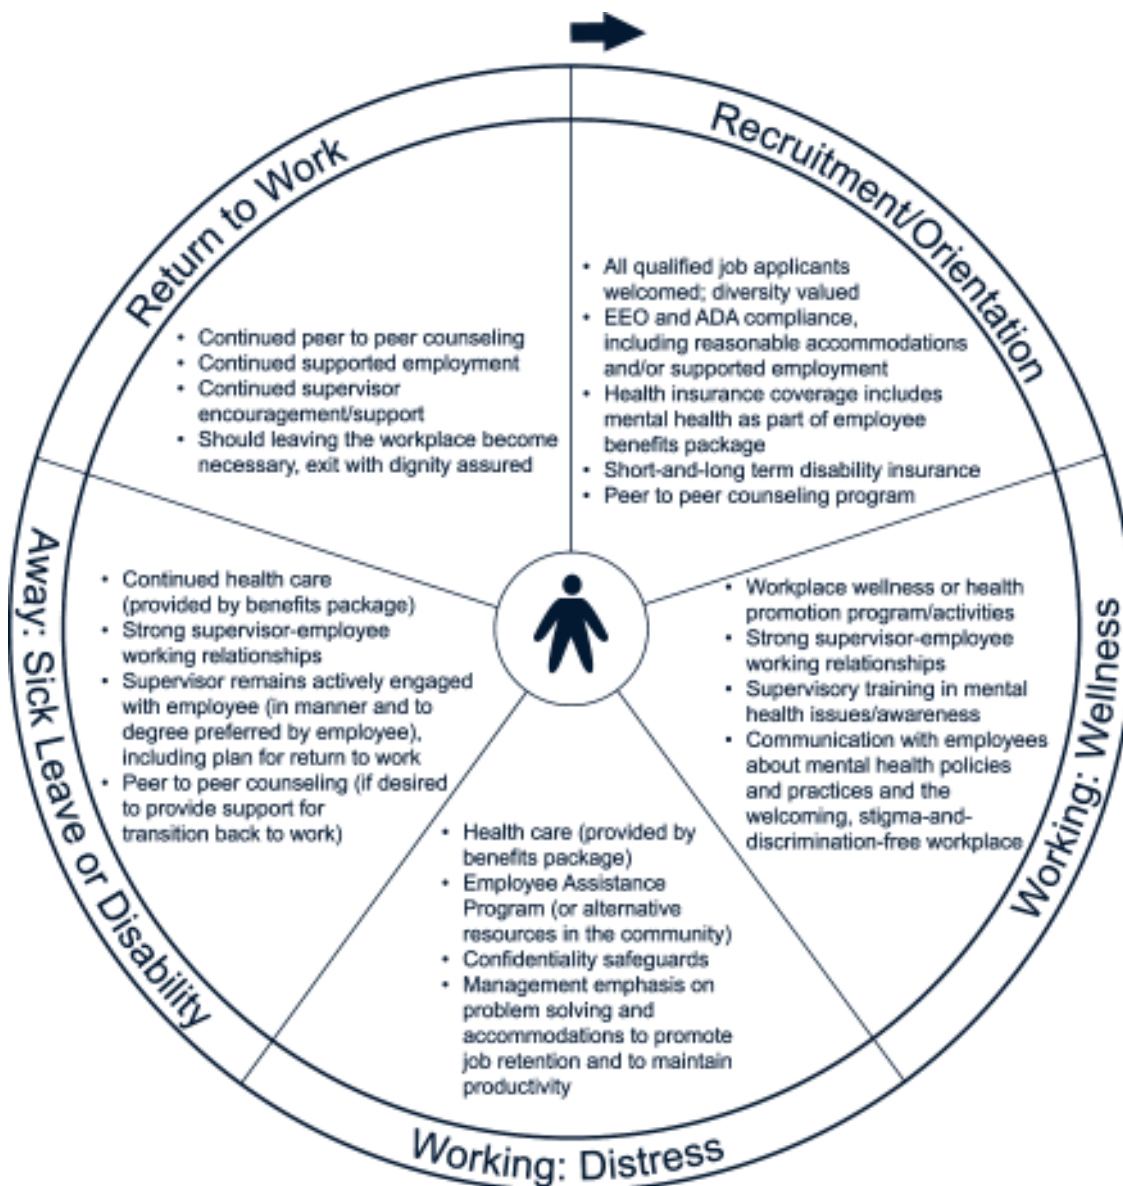 Recruitment/Orientation
• All qualified job applicants
welcomed; diversity valued
• EEO and ADA compliance,
including reasonable accommodations
and/or supported employment
• Health insurance coverage includes
mental health as part of employee
benefits package
• Short-and-long term disability insurance
• Peer to peer counseling program
Working: Wellness
• Workplace wellness or health
promotion program/activities
• Strong supervisor-employee
working relationships
• Supervisory training in mental
health issues/awareness
• Communication with employees
about mental health policies
and practices and the
welcoming, stigma-and-
discrimination-free workplace
Working: Distress
• Health care (provided by
benefits package)
• Employee Assistance
Program (or alternative
resources in the community)
• Confidentiality safeguards
• Management emphasis on
problem solving and
accommodations to promote
job retention and to maintain
productivity
Away: Sick Leave or Disability
• Continued health care
(provided by benefits package)
• Strong supervisor-employee
working relationships
• Supervisor remains actively engaged
with employee (in manner and to
degree preferred by employee),
including plan for return to work
• Peer to peer counseling (if desired
to provide support for
transition back to work)
Return to Work
• Continued peer to peer counseling
• Continued supported employment
• Continued supervisor
encouragement/support
• Should leaving the workplace become
necessary, exit with dignity assured